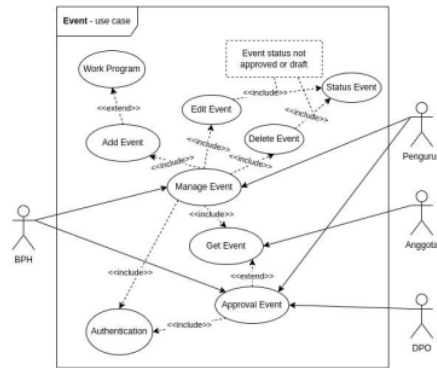 Event - use case
Event status not
approved or draft
Work Program
Status Event
<<include>>
Edit Event
<<extend>>
<<include>>
Add Event
Delete Event
<<include>>
<<include>>
<<include>>
Pengurus
Manage Event
<<include>>
Get Event
BPH
Anggota
<<include>>
<<extend>>
Approval Event
<<include>>
Authentication
DPO